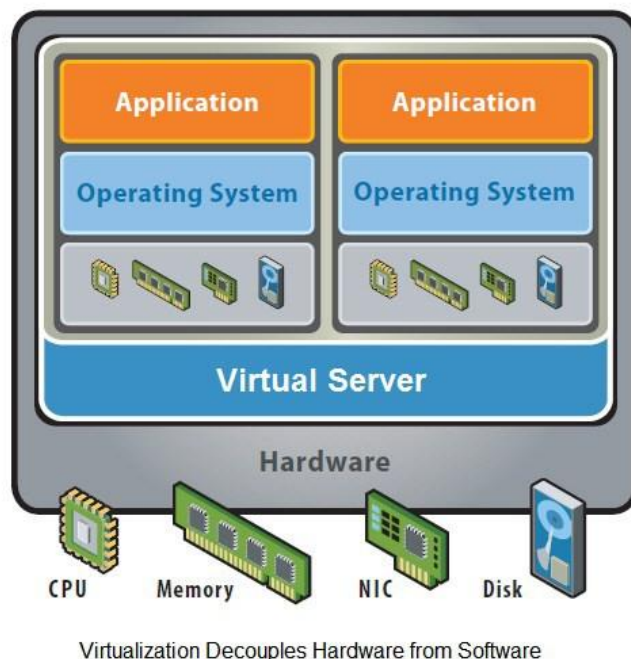 Application Application
Operating System Operating System
Virtual Server
Hardware
CPU Memory NIC Disk
Virtualization Decouples Hardware from Software